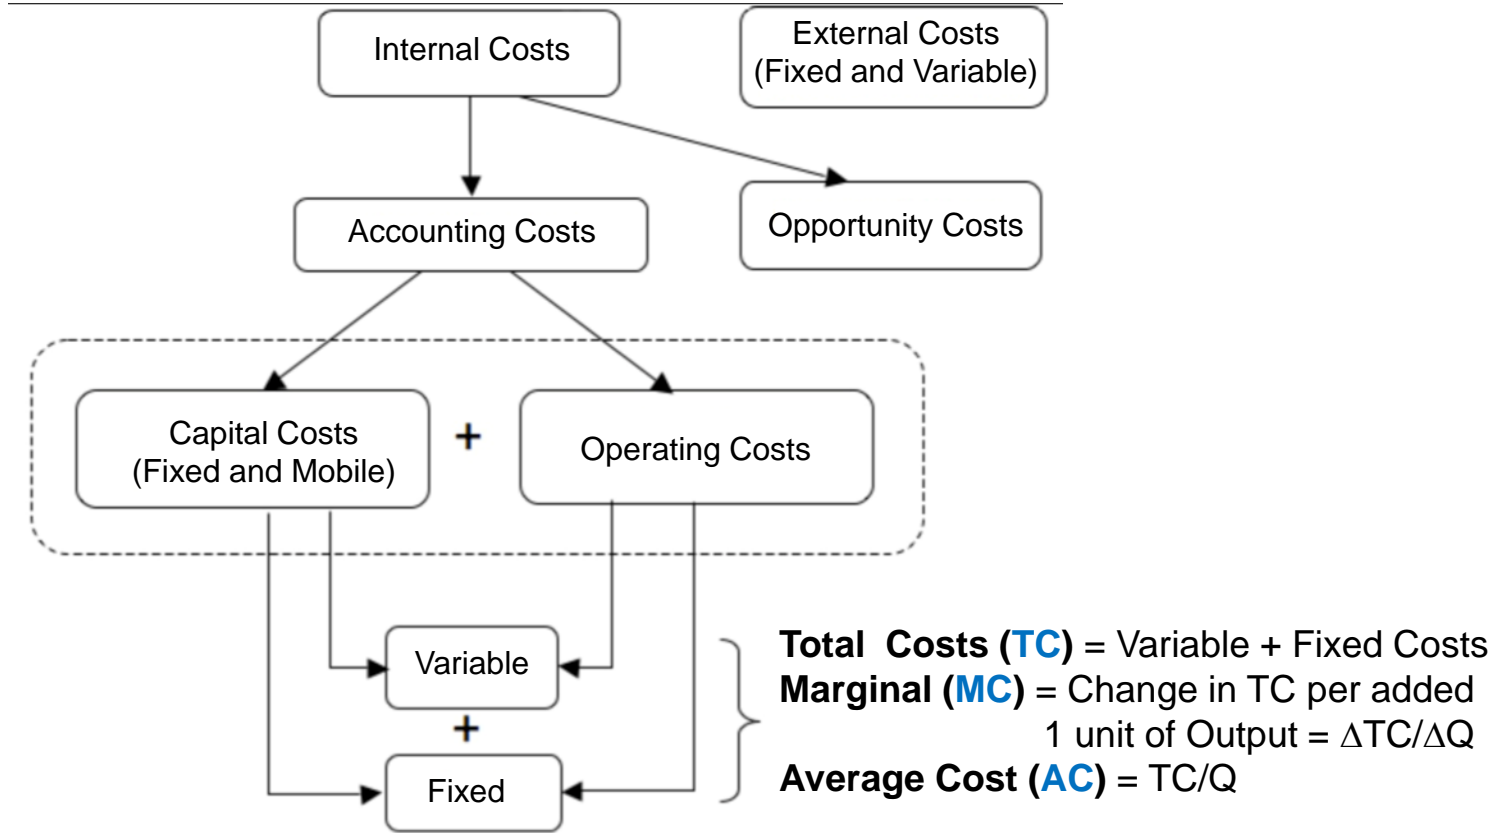 Internal Costs
External Costs
(Fixed and Variable)
Accounting Costs
Opportunity Costs
Capital Costs
(Fixed and Mobile)
+
Operating Costs
Variable
+
Fixed
Total Costs (TC) = Variable + Fixed Costs
Marginal (MC) = Change in TC per added
1 unit of Output = ∆TC/∆Q
Average Cost (AC) = TC/Q